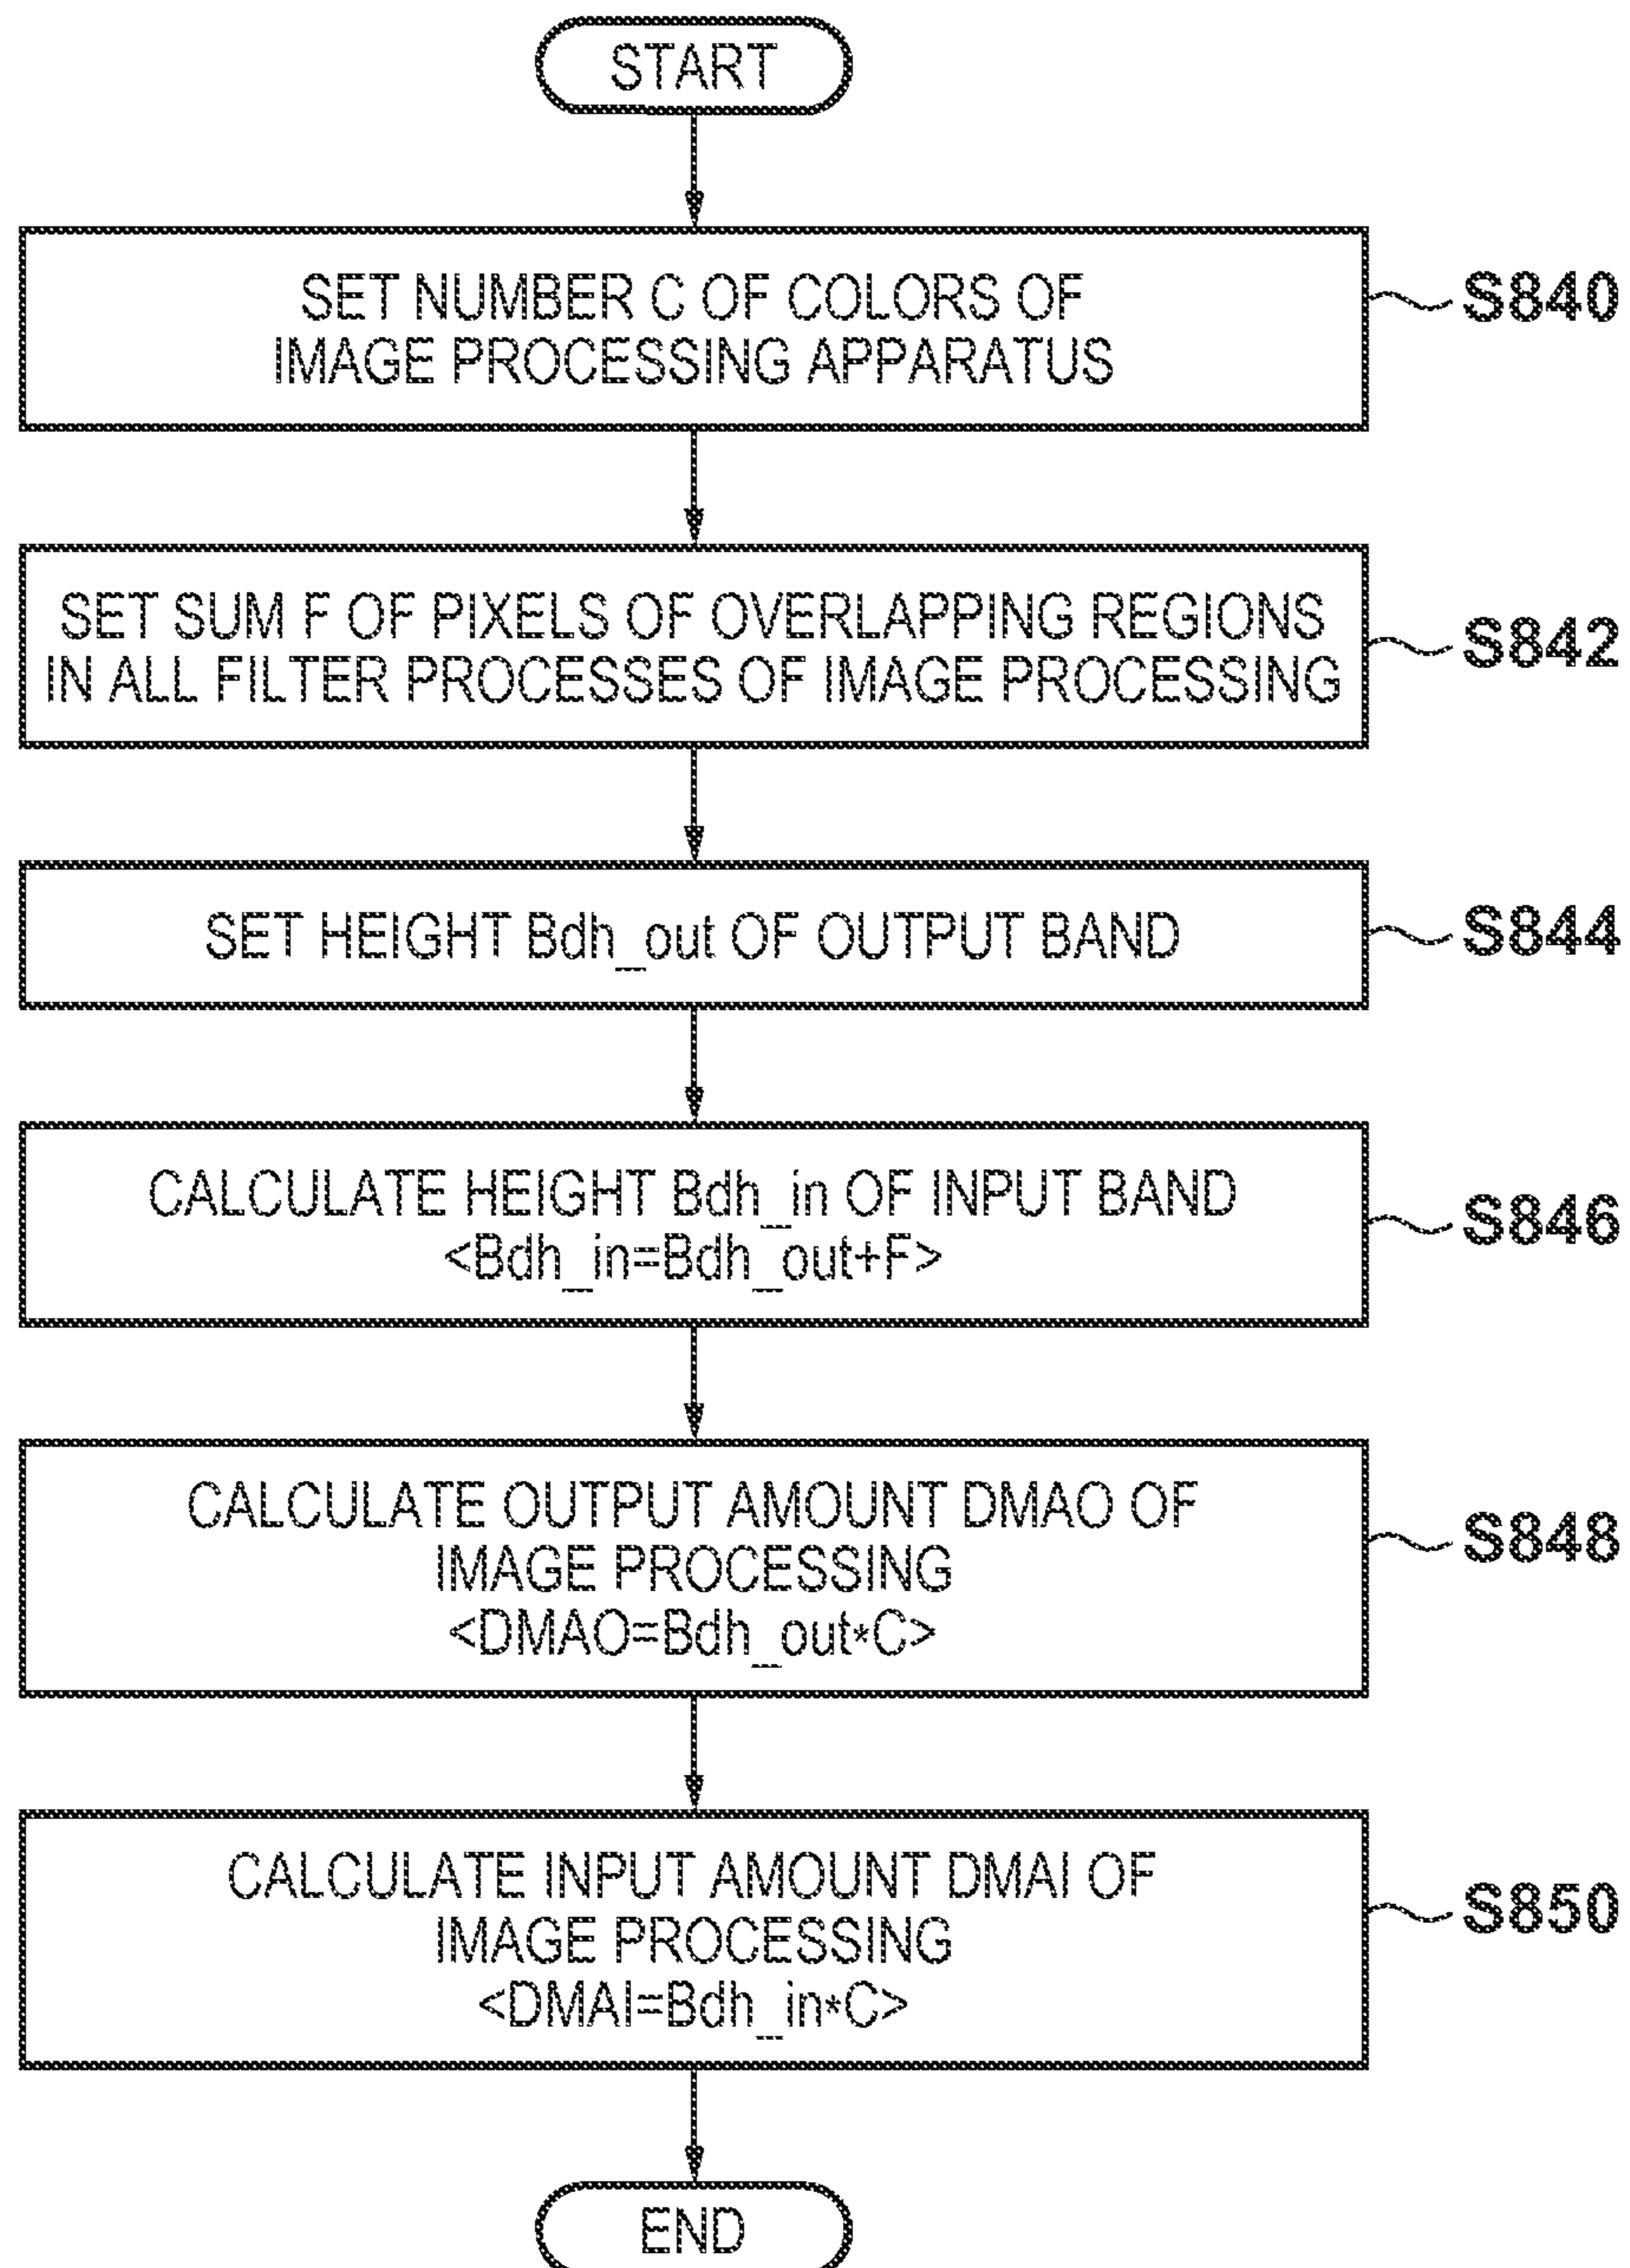 START
SET NUMBER C OF COLORS OF
IMAGE PROCESSING APPARATUS
S840
SET SUM F OF PIXELS OF OVERLAPPING REGIONS
IN ALL FILTER PROCESSES OF IMAGE PROCESSING
S842
SET HEIGHT Bdh_out OF OUTPUT BAND
S844
CALCULATE HEIGHT Bdh_in OF INPUT BAND
<Bdh_in=Bdh_out+F>
S846
CALCULATE OUTPUT AMOUNT DMAO OF
IMAGE PROCESSING
<DMAO=Bdh_out*C>
S848
CALCULATE INPUT AMOUNT DMAI OF
IMAGE PROCESSING
<DMAI=Bdh_in*C>
S850
END